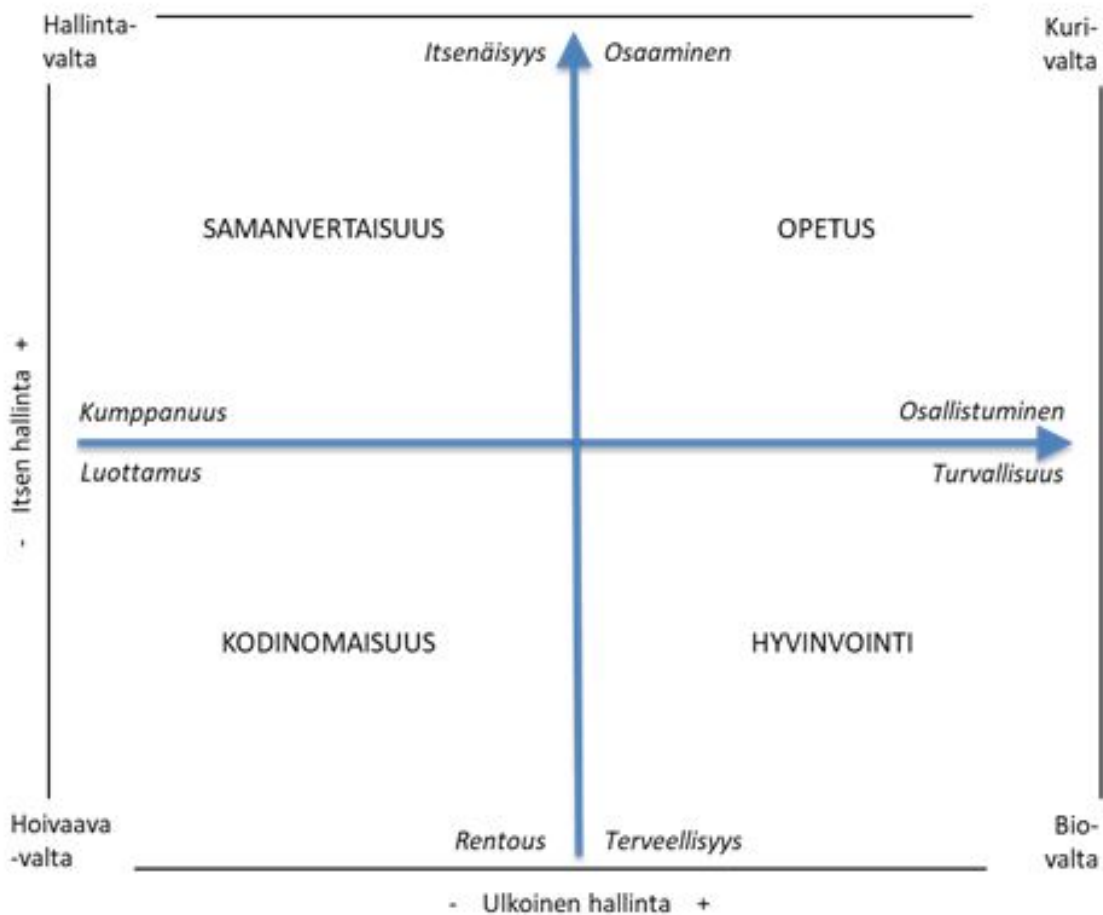 Hallinta-
valta
Itsenäisyys
Osaaminen
Kuri-
valta
SAMANVERTAISUUS
OPETUS
- Itsen hallinta +
Kumppanuus
Osallistuminen
Luottamus
Turvallisuus
KODINOMAISUUS
HYVINVOINTI
Hoivaava
-valta
Rentous
Terveellisyys
Bio-
valta
- Ulkoinen hallinta +